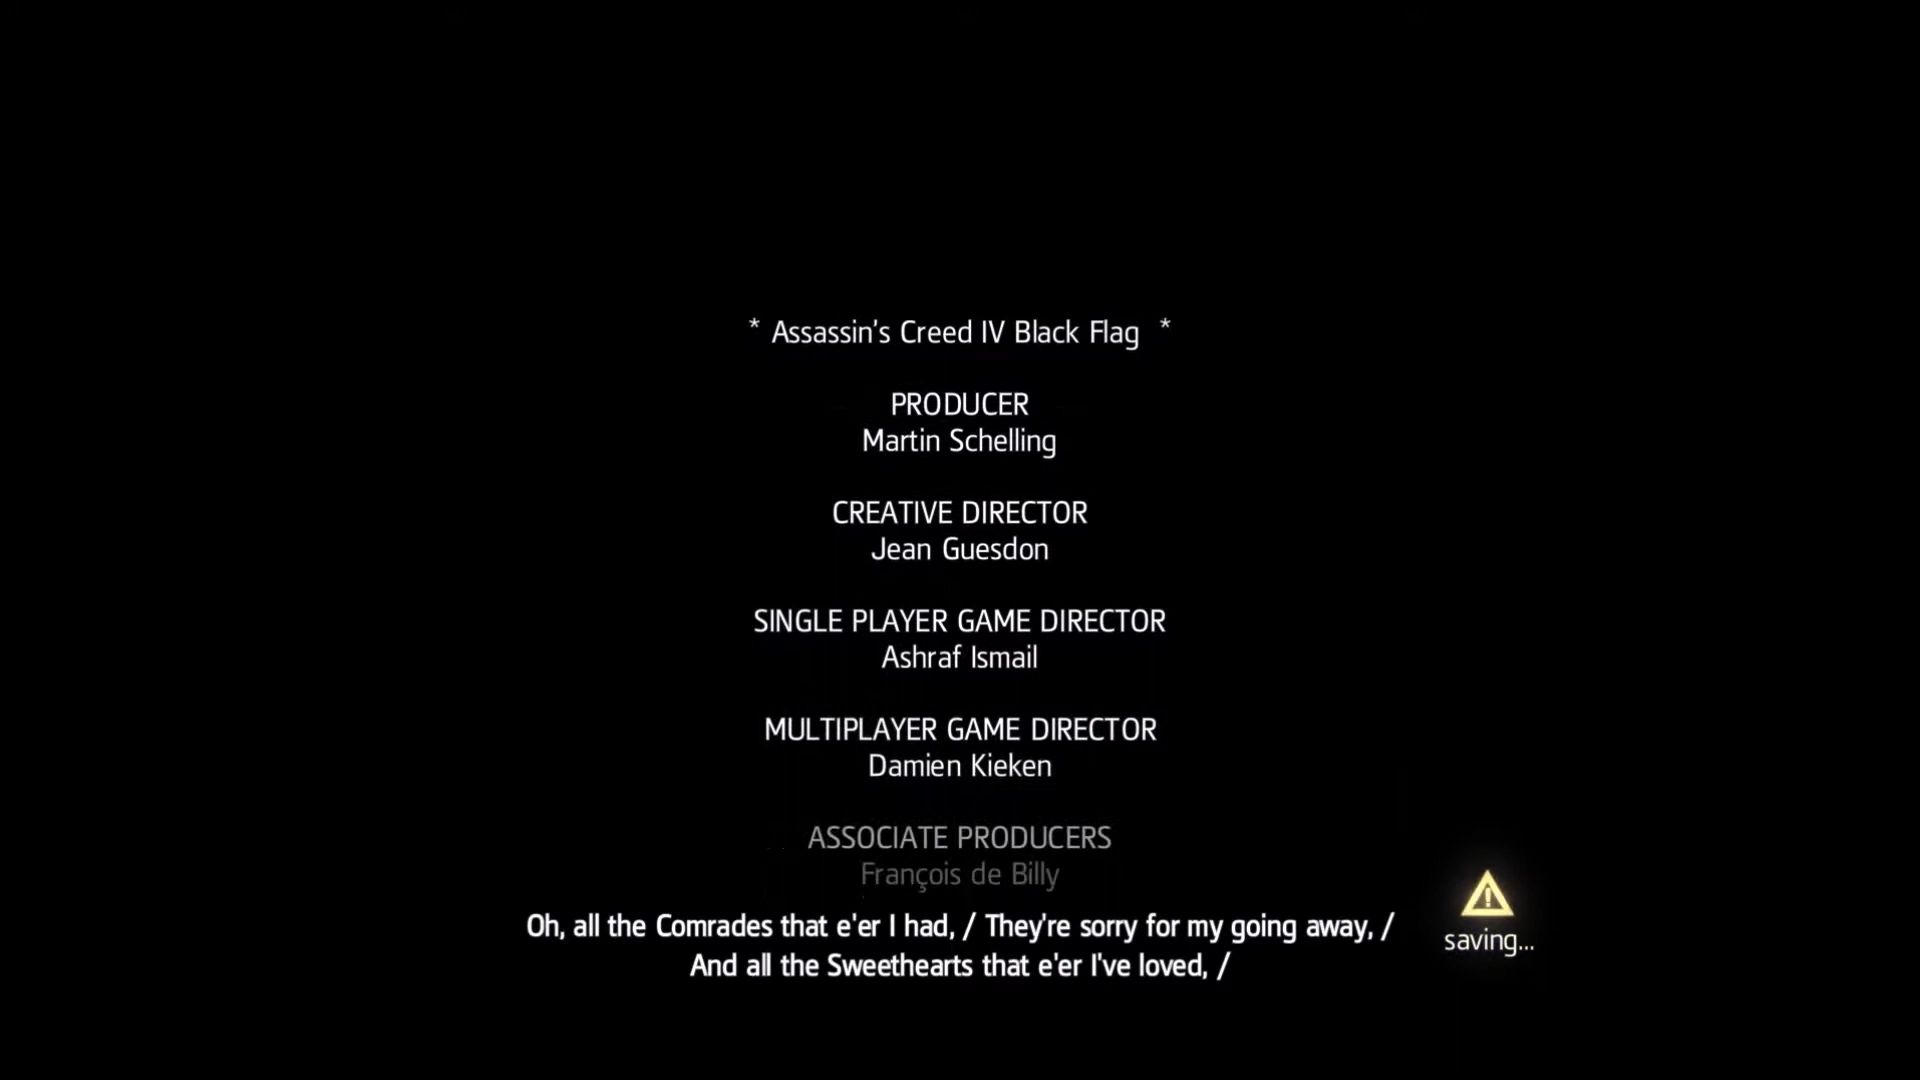 * Assassin's Creed IV Black Flag *
PRODUCER
Martin Schelling
CREATIVE DIRECTOR
Jean Guesdon
SINGLE PLAYER GAME DIRECTOR
Ashraf Ismail
MULTIPLAYER GAME DIRECTOR
Damien Kieken
ASSOCIATE PRODUCERS
François de Billy
Oh, all the Comrades that e'er I had, / They're sorry for my going away, /
And all the Sweethearts that e'er I've loved, /
saving...